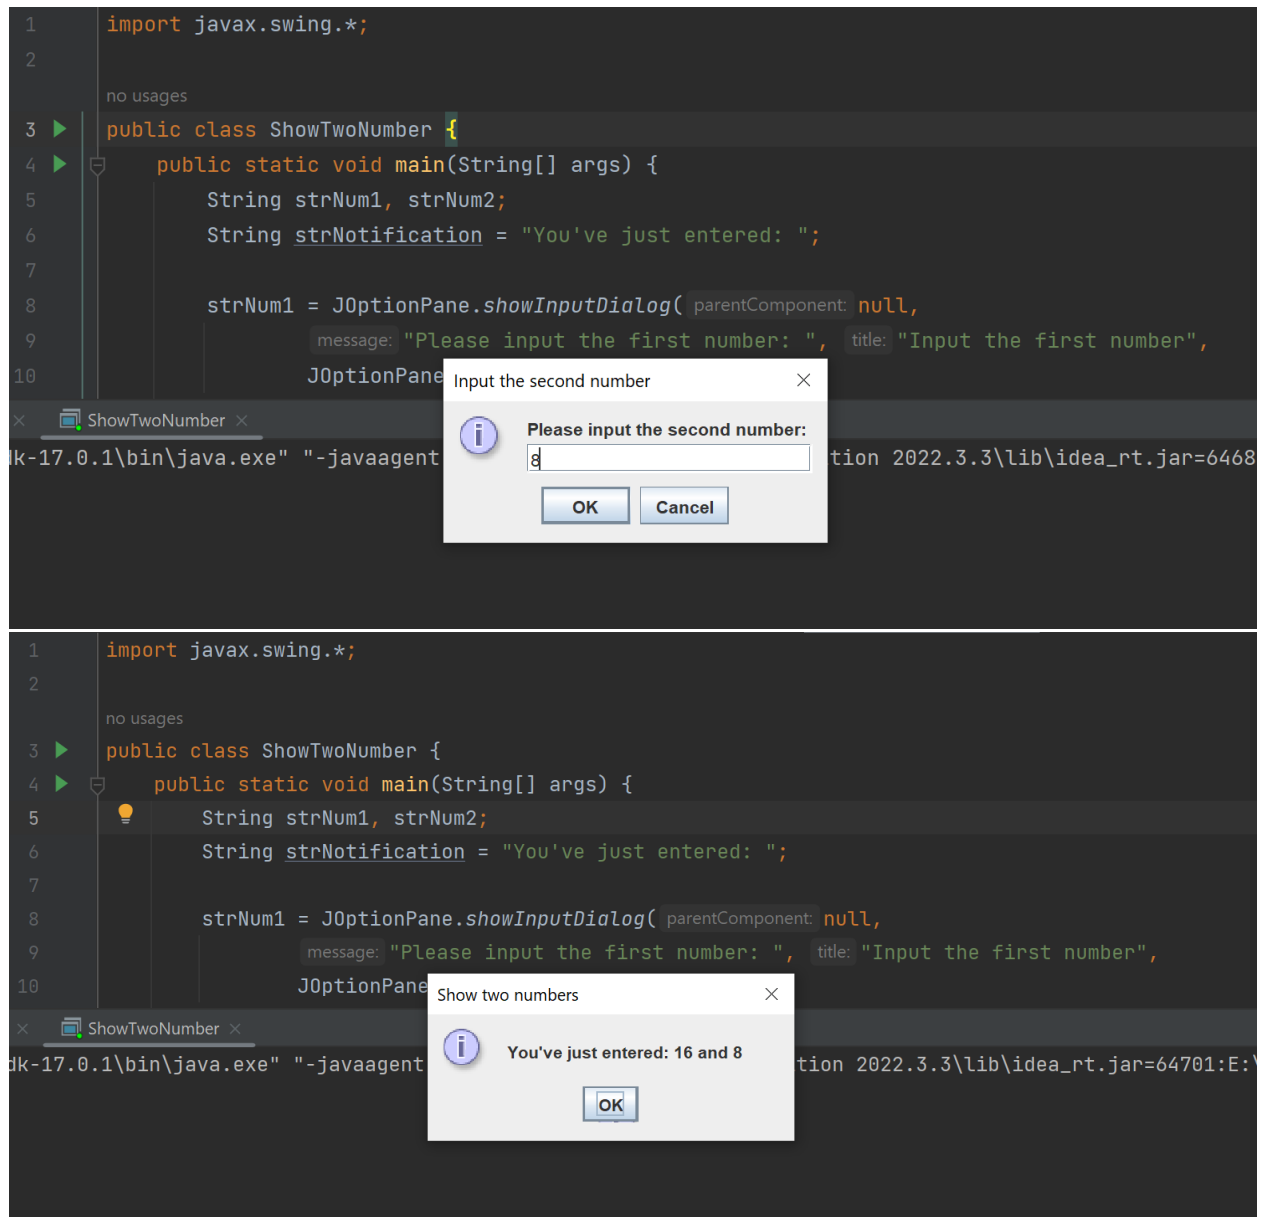 1 import javax.swing.*;
2
no usages
3 public class ShowTwoNumber {
4 public static void main(String[] args) {
5 String strNum1, strNum2;
6 String strNotification = "You've just entered: ";
7
8 strNum1 = JOptionPane.showInputDialog( parentComponent: null,
9 message: "Please input the first number: ", title: "Input the first number",
10 JOptionPane
Input the second number
Please input the second number:
8
OK Cancel
ShowTwoNumber
dk-17.0.1\bin\java.exe" "-javaagent
tion 2022.3.3\lib\idea_rt.jar=6468
1 import javax.swing.*;
2
no usages
3 public class ShowTwoNumber {
4 public static void main(String[] args) {
5 String strNum1, strNum2;
6 String strNotification = "You've just entered: ";
7
8 strNum1 = JOptionPane.showInputDialog( parentComponent: null,
9 message: "Please input the first number: ", title: "Input the first number",
10 JOptionPane
Show two numbers
You've just entered: 16 and 8
OK
ShowTwoNumber
dk-17.0.1\bin\java.exe" "-javaagent
tion 2022.3.3\lib\idea_rt.jar=64701:E:\